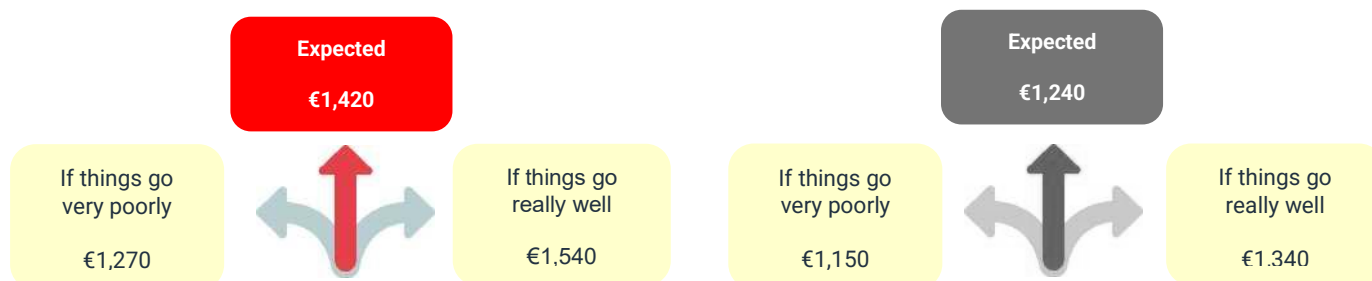 Expected
€1,420
If things go
very poorly
€1,270
If things go
really well
€1,540
Expected
€1,240
If things go
very poorly
€1,150
If things go
really well
€1.340